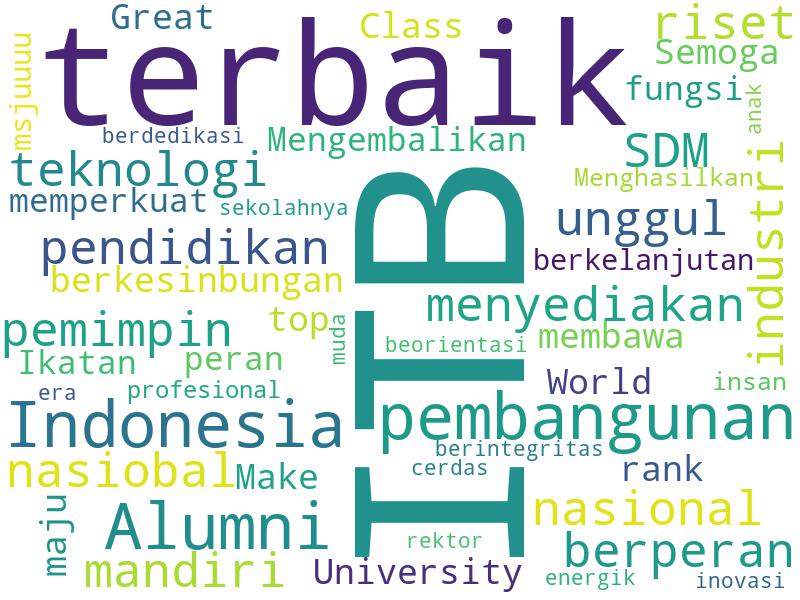 Great
Class
riset
terbaik
msjuuuu
Semoga
fungsi
anak
berdedikasi
Mengembalikan
SDM
teknologi
Menghasilkan
industri
memperkuat
sekolahnya
ITB
unggul
pendidikan
berkelanjutan
berkesinbungan
menyediakan
pemimpin
top
muda
beorientasi
membawa
Ikatan
peran
World
insan
era
profesional
Indonesia
pembangunan
berintegritas
nasiobal
Make
cerdas
rank
maju
Alumni
nasional
rektor
berperan
mandiri
University
energik
inovasi